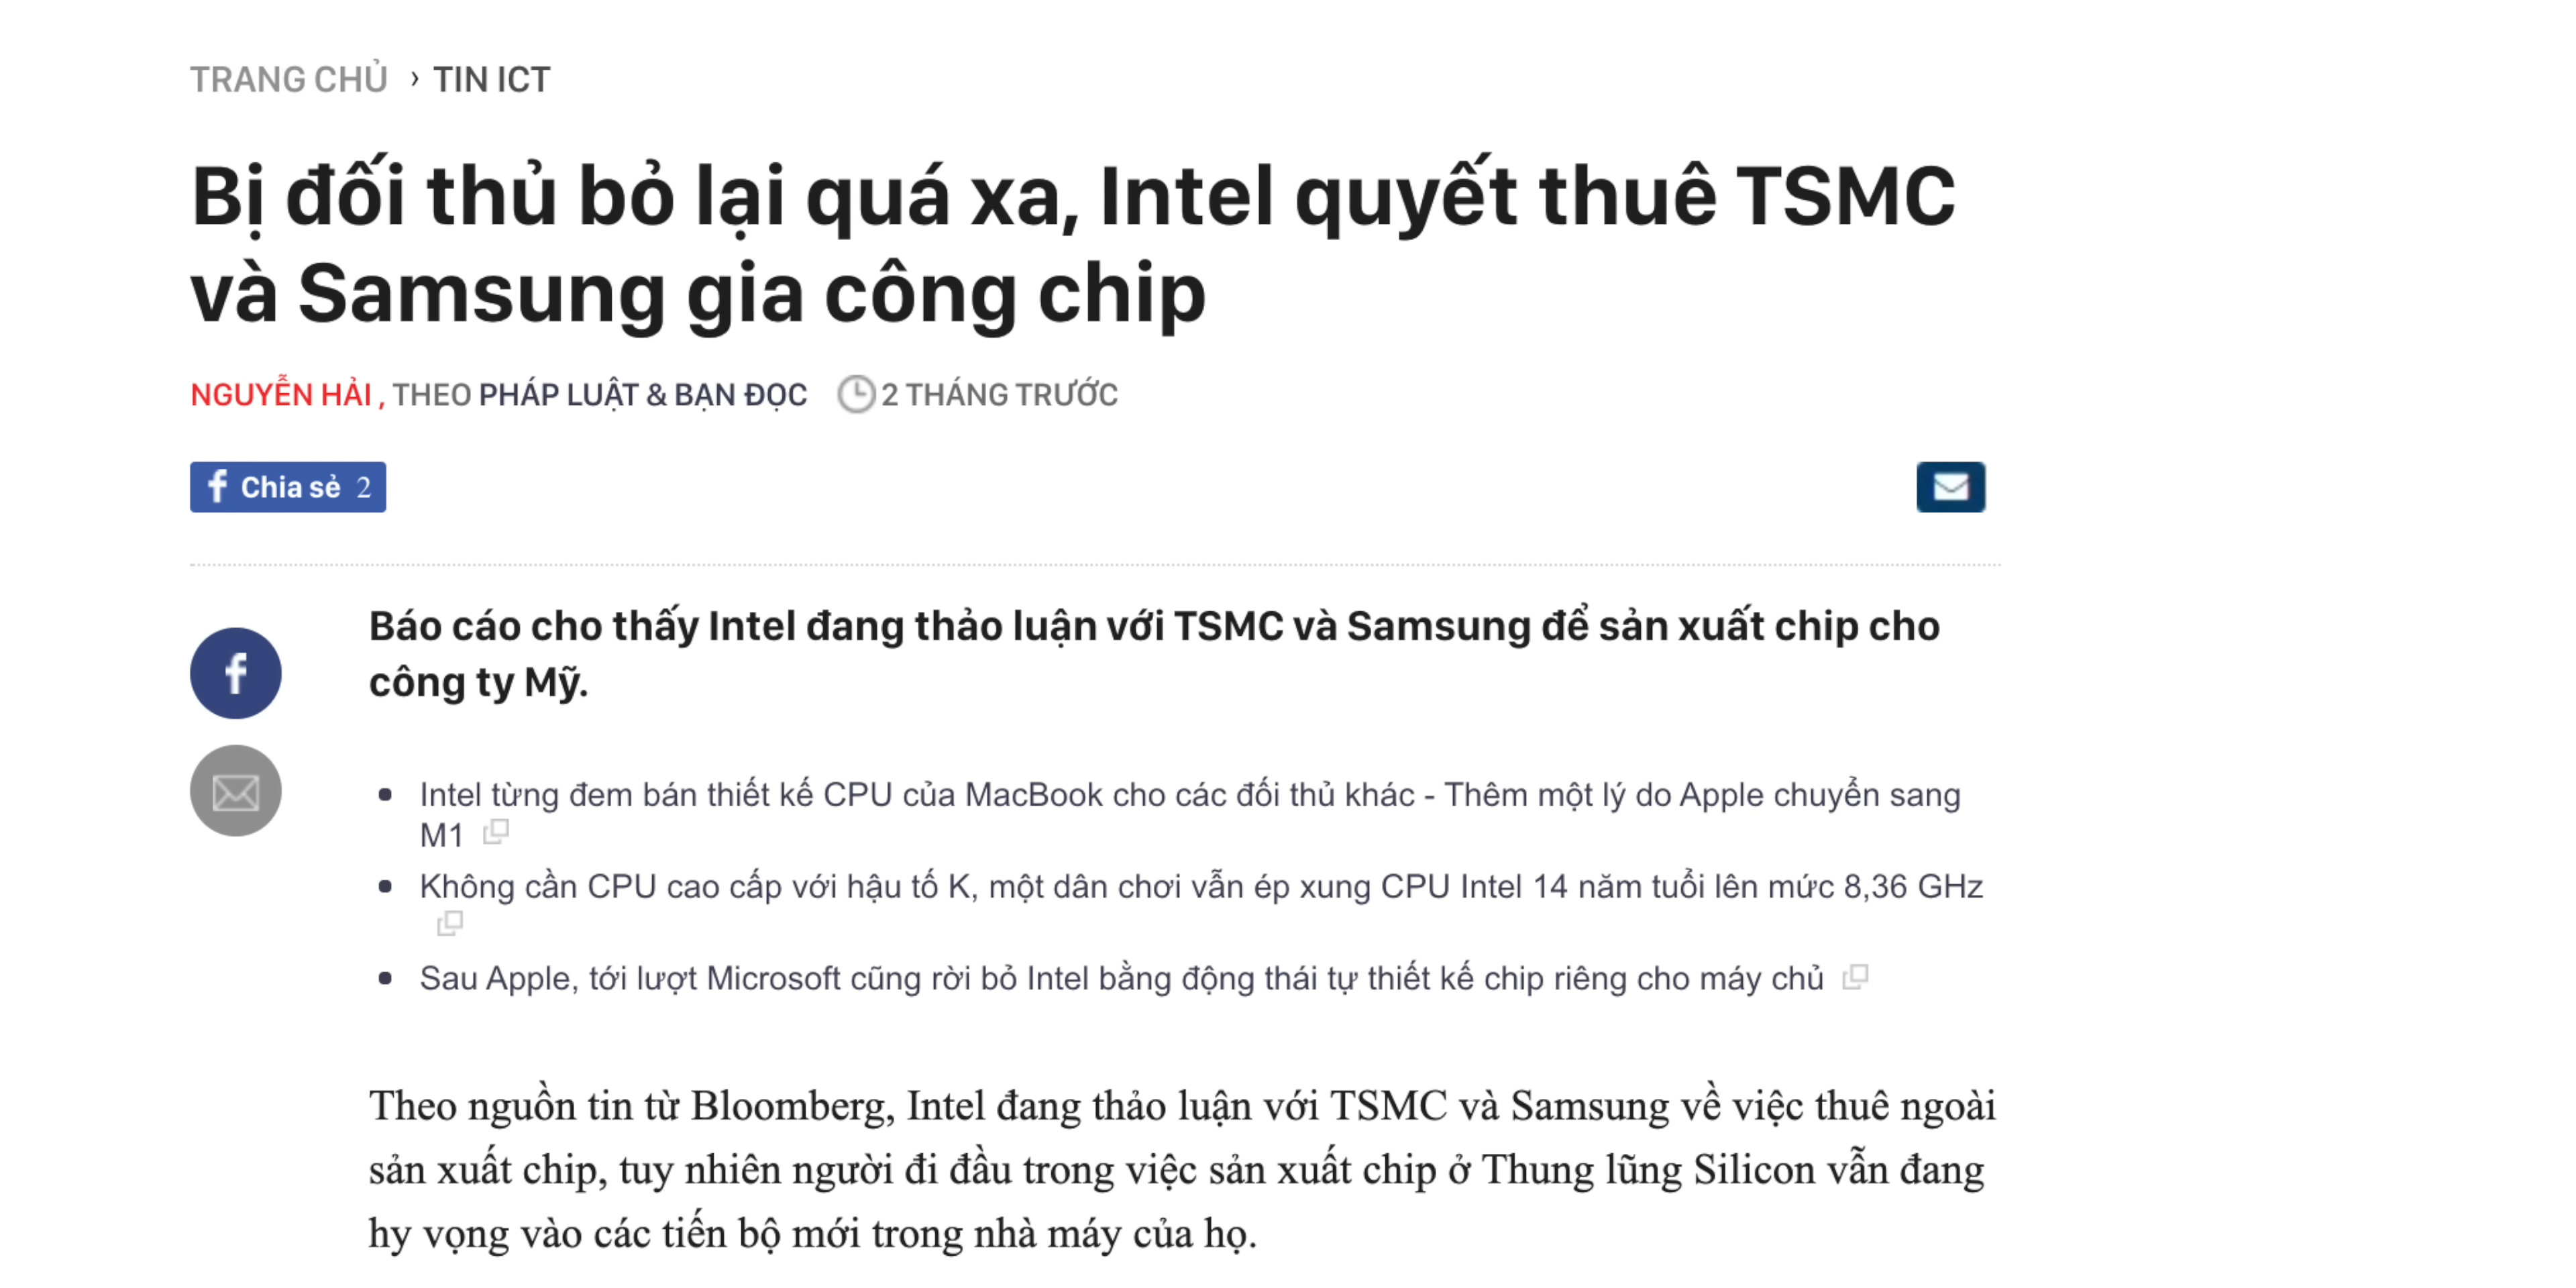 TRANG CHỦ › TIN ICT
Bị đối thủ bỏ lại quá xa, Intel quyết thuê TSMC
và Samsung gia công chip
NGUYỄN HẢI , THEO PHÁP LUẬT & BẠN ĐỌC 2 THÁNG TRƯỚC
f Chia sẻ 2
Báo cáo cho thấy Intel đang thảo luận với TSMC và Samsung để sản xuất chip cho
công ty Mỹ.
f
• Intel từng đem bán thiết kế CPU của MacBook cho các đối thủ khác - Thêm một lý do Apple chuyển sang
M1
• Không cần CPU cao cấp với hậu tố K, một dân chơi vẫn ép xung CPU Intel 14 năm tuổi lên mức 8,36 GHz
• Sau Apple, tới lượt Microsoft cũng rời bỏ Intel bằng động thái tự thiết kế chip riêng cho máy chủ
Theo nguồn tin từ Bloomberg, Intel đang thảo luận với TSMC và Samsung về việc thuê ngoài
sản xuất chip, tuy nhiên người đi đầu trong việc sản xuất chip ở Thung lũng Silicon vẫn đang
hy vọng vào các tiến bộ mới trong nhà máy của họ.